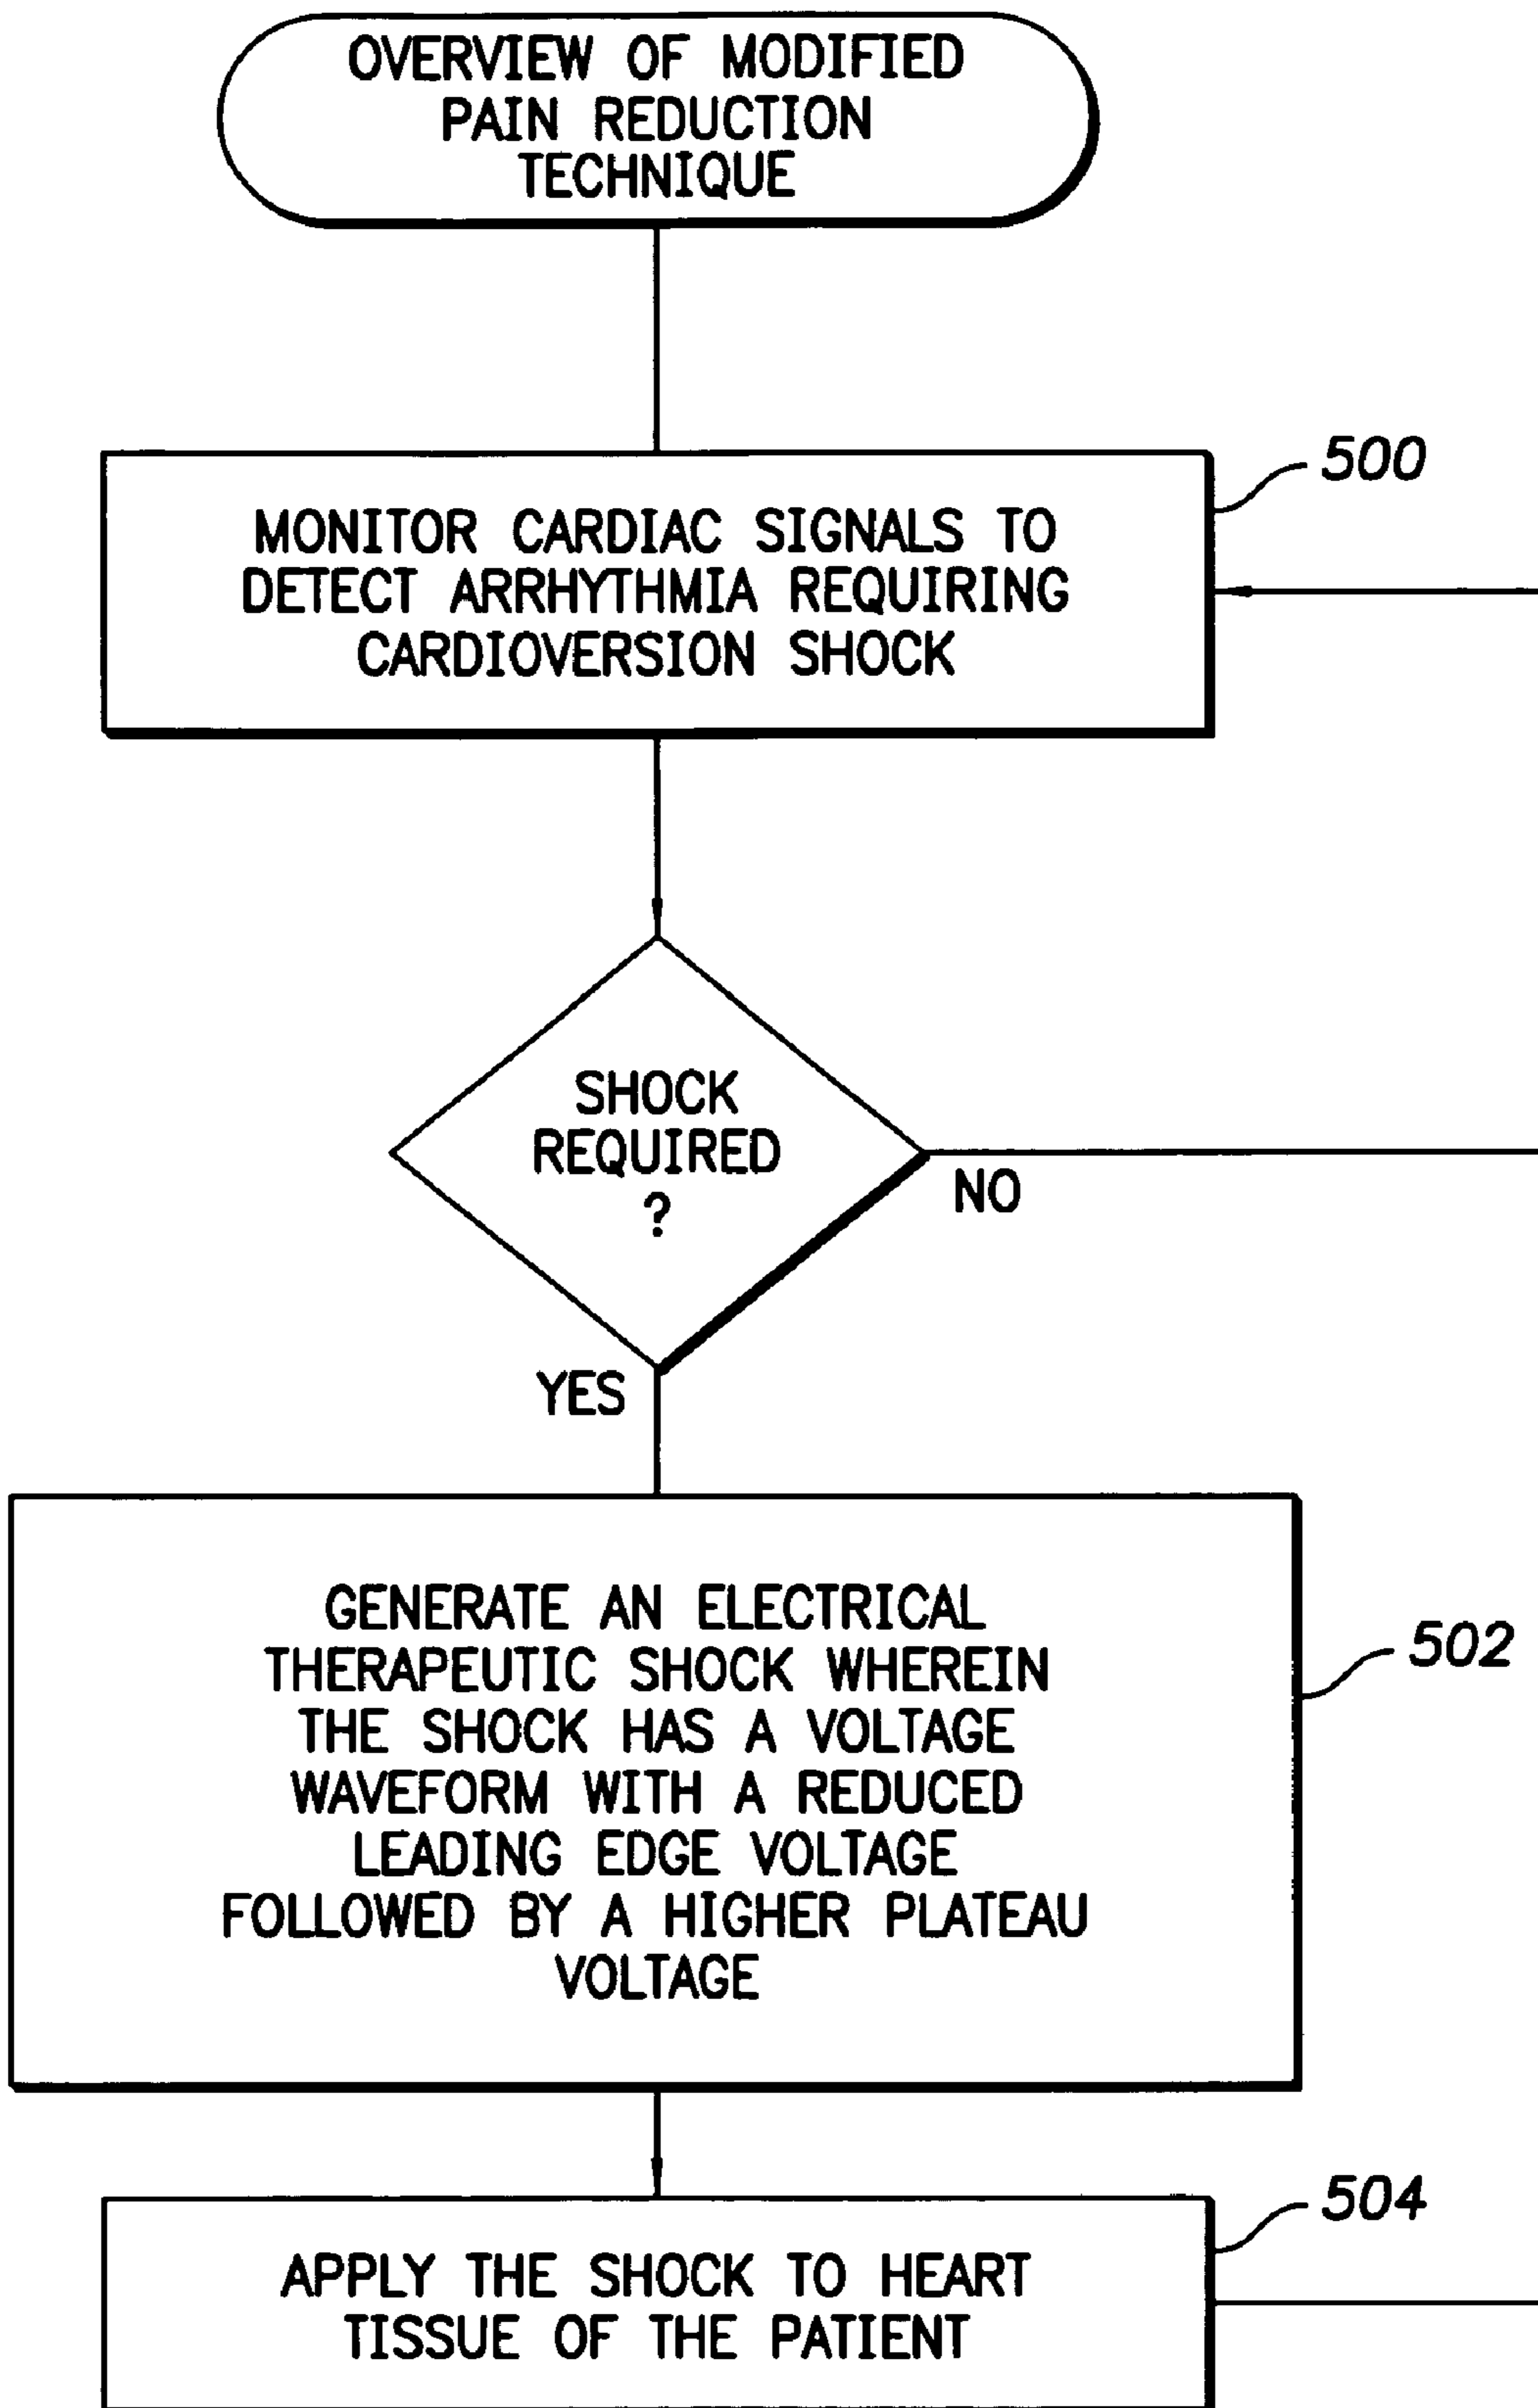 OVERVIEW OF MODIFIED
PAIN REDUCTION
TECHNIQUE
500
MONITOR CARDIAC SIGNALS TO
DETECT ARRHYTHMIA REQUIRING
CARDIOVERSION SHOCK
SHOCK
REQUIRED
?
NO
YES
GENERATE AN ELECTRICAL
THERAPEUTIC SHOCK WHEREIN
THE SHOCK HAS A VOLTAGE
WAVEFORM WITH A REDUCED
LEADING EDGE VOLTAGE
FOLLOWED BY A HIGHER PLATEAU
VOLTAGE
502
504
APPLY THE SHOCK TO HEART
TISSUE OF THE PATIENT